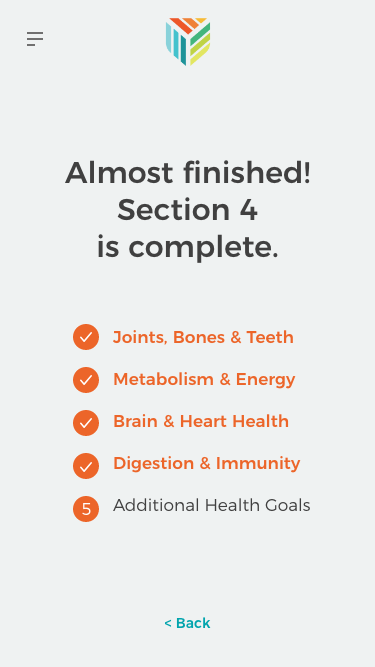 Almost finished!
Section 4
is complete.
Joints, Bones & Teeth
Metabolism & Energy
Brain & Heart Health
Digestion & Immunity
5 Additional Health Goals
< Back